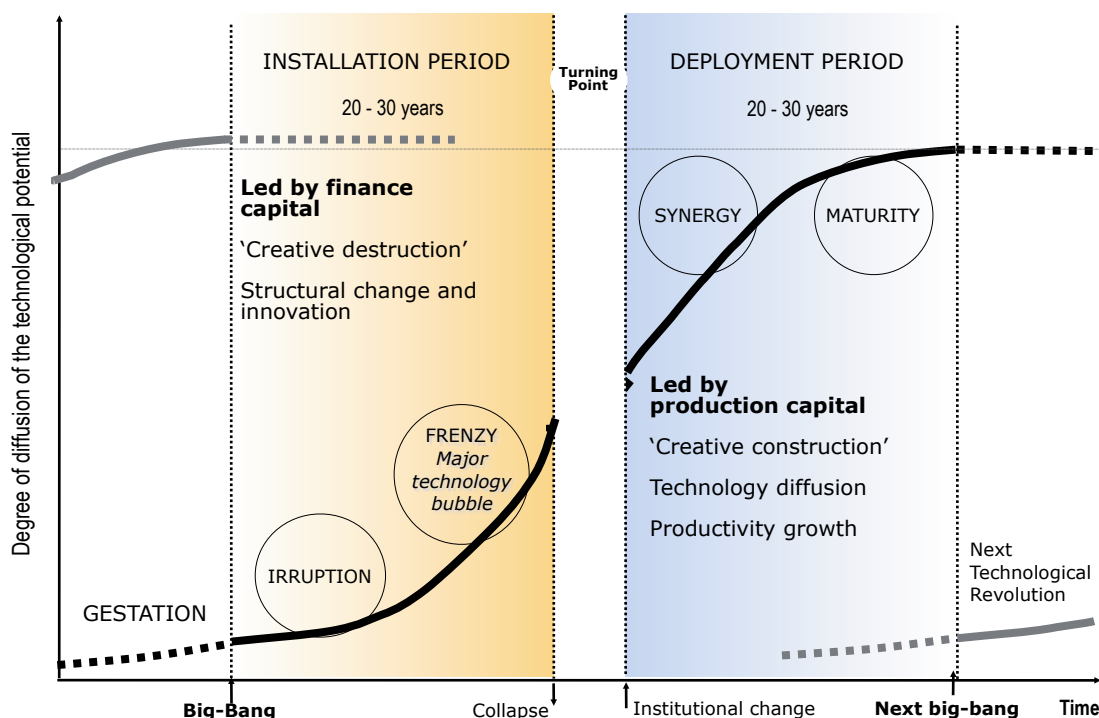 INSTALLATION PERIOD
20 - 30 years
Turning
Point
DEPLOYMENT PERIOD
20 - 30 years
Degree of diffusion of the technological potential
Led by finance
capital
‘Creative destruction’
Structural change and
innovation
SYNERGY
MATURITY
Led by
production capital
‘Creative construction’
Technology diffusion
Productivity growth
FRENZY
Major
technology
bubble
IRRUPTION
GESTATION
Next
Technological
Revolution
Big-Bang
Collapse
Institutional change
Next big-bang
Time